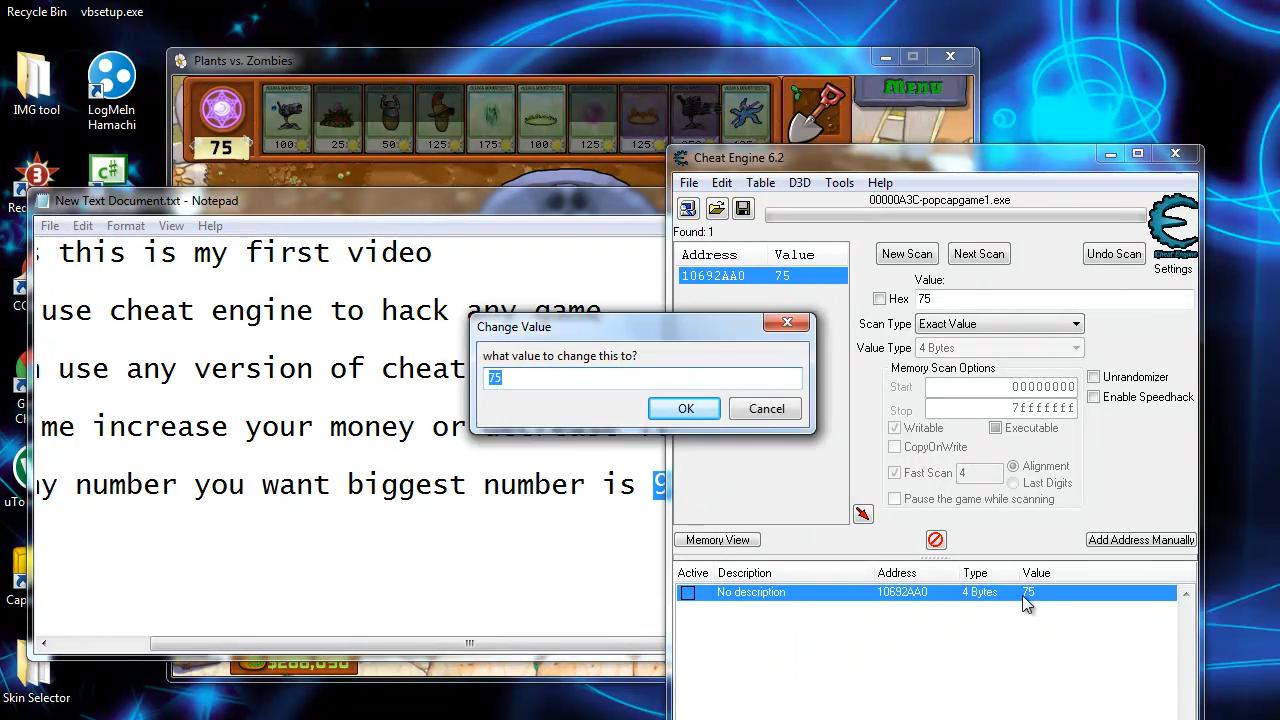 Recycle Bin
vbsetup.exe
IMG tool
LogMeIn
Hamachi
Plants vs. Zombies
75
100
25
50
125
175
100
125
125
125
Menu
New Text Document.txt - Notepad
File Edit Format View Help
this is my first video
use cheat engine to hack any game
use any version of cheat
me increase your money or decrease
number you want biggest number is 9
Skin Selector
Cheat Engine 6.2
File Edit Table D3D Tools Help
00000A3C-popcapgame1.exe
Found: 1
Address Value
10692AA0 75
New Scan Next Scan Undo Scan
Cheat Engine
Settings
Value:
Hex 75
Scan Type Exact Value
Value Type 4 Bytes
Memory Scan Options
Start 00000000
Stop 7fffffff
Writable Executable
CopyOnWrite
Fast Scan 4 Alignment
Last Digits
Pause the game while scanning
Unrandomizer
Enable Speedhack
Memory View Add Address Manually
Active Description Address Type Value
No description 10692AA0 4 Bytes 75
Change Value
what value to change this to?
75
OK Cancel